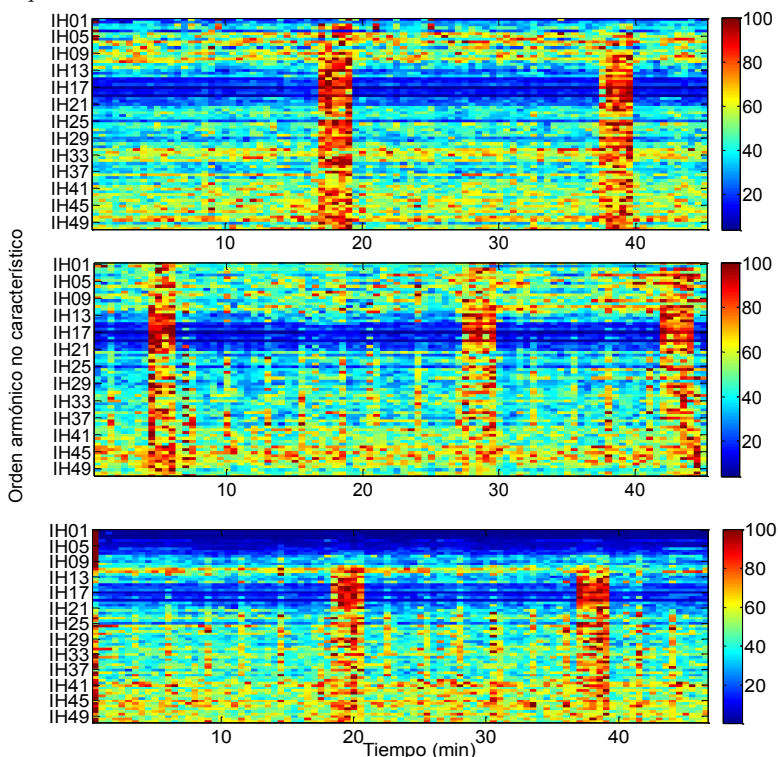 IH01
IH05
IH09
IH13
IH17
IH21
IH25
IH29
IH33
IH37
IH41
IH45
IH49
10 20 30 40
100
80
60
40
20
IH01
IH05
IH09
IH13
IH17
IH21
IH25
IH29
IH33
IH37
IH41
IH45
IH49
10 20 30 40
100
80
60
40
20
Orden armónico no característico
IH01
IH05
IH09
IH13
IH17
IH21
IH25
IH29
IH33
IH37
IH41
IH45
IH49
10 20 30 40
100
80
60
40
20
Tiempo (min)